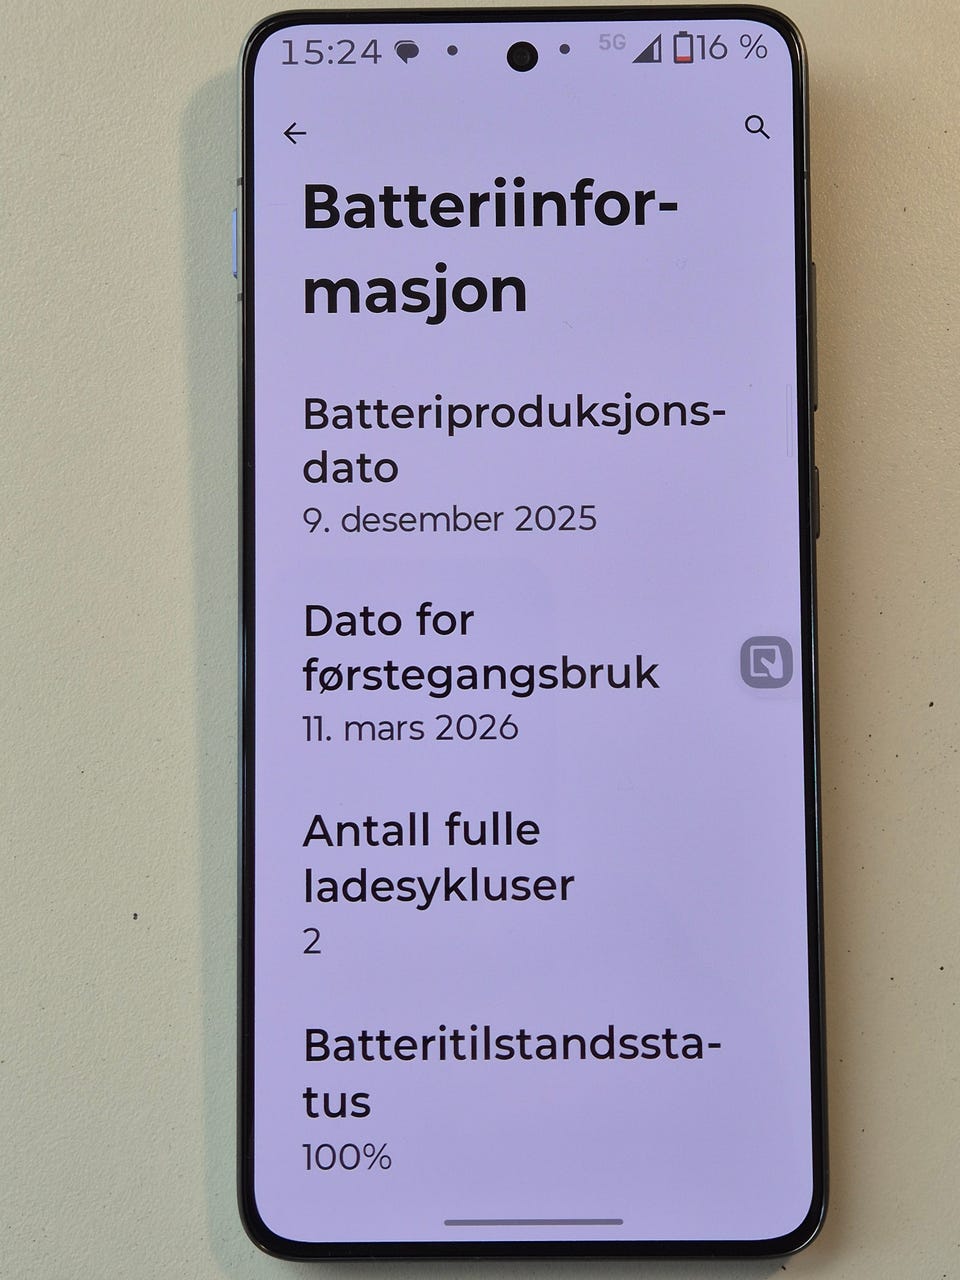 15:24 5G 16 %
Batteriinfor-
masjon
Batteriproduksjons-
dato
9. desember 2025
Dato for
førstegangsbruk
11. mars 2026
Antall fulle
ladesykluser
2
Batteritilstandssta-
tus
100%